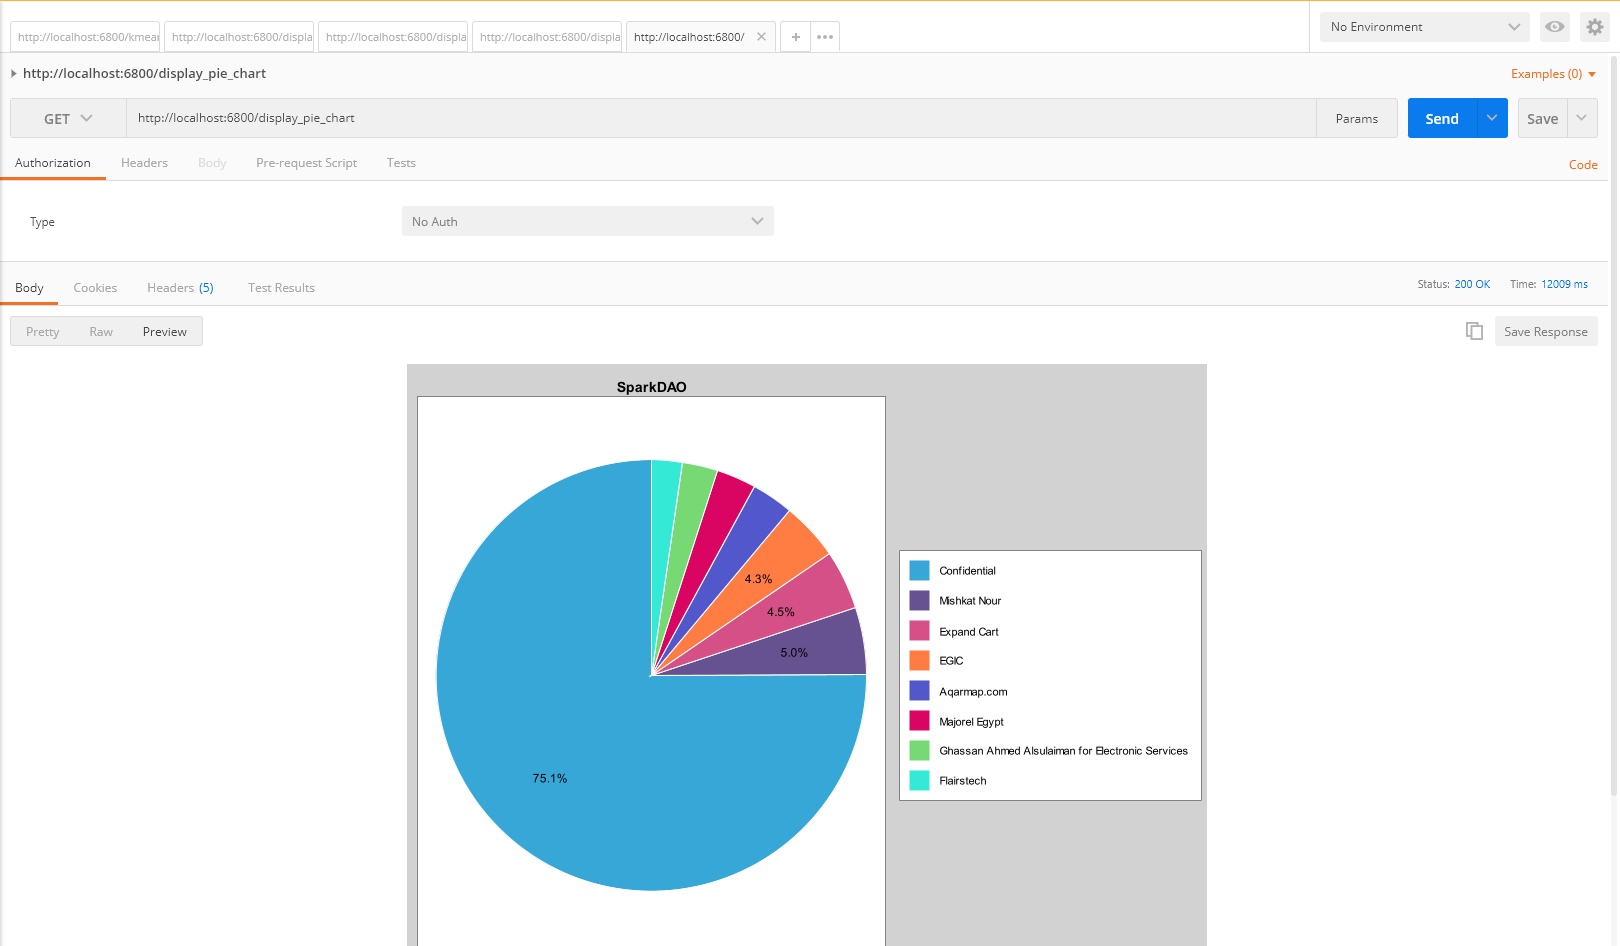 http://localhost:6800/kmear http://localhost:6800/displa http://localhost:6800/displa http://localhost:6800/displa http://localhost:6800/ No Environment
http://localhost:6800/display_pie_chart Examples (0)
GET http://localhost:6800/display_pie_chart Params Send Save
Authorization Headers Body Pre-request Script Tests Code
Type No Auth
Body Cookies Headers (5) Test Results Status: 200 OK Time: 12009 ms
Pretty Raw Preview Save Response
SparkDAO
4.3%
4.5%
5.0%
75.1%
Confidential
Mishkat Nour
Expand Cart
EGIC
Aqarmap.com
Majorel Egypt
Ghassan Ahmed Alsulaiman for Electronic Services
Flairstech